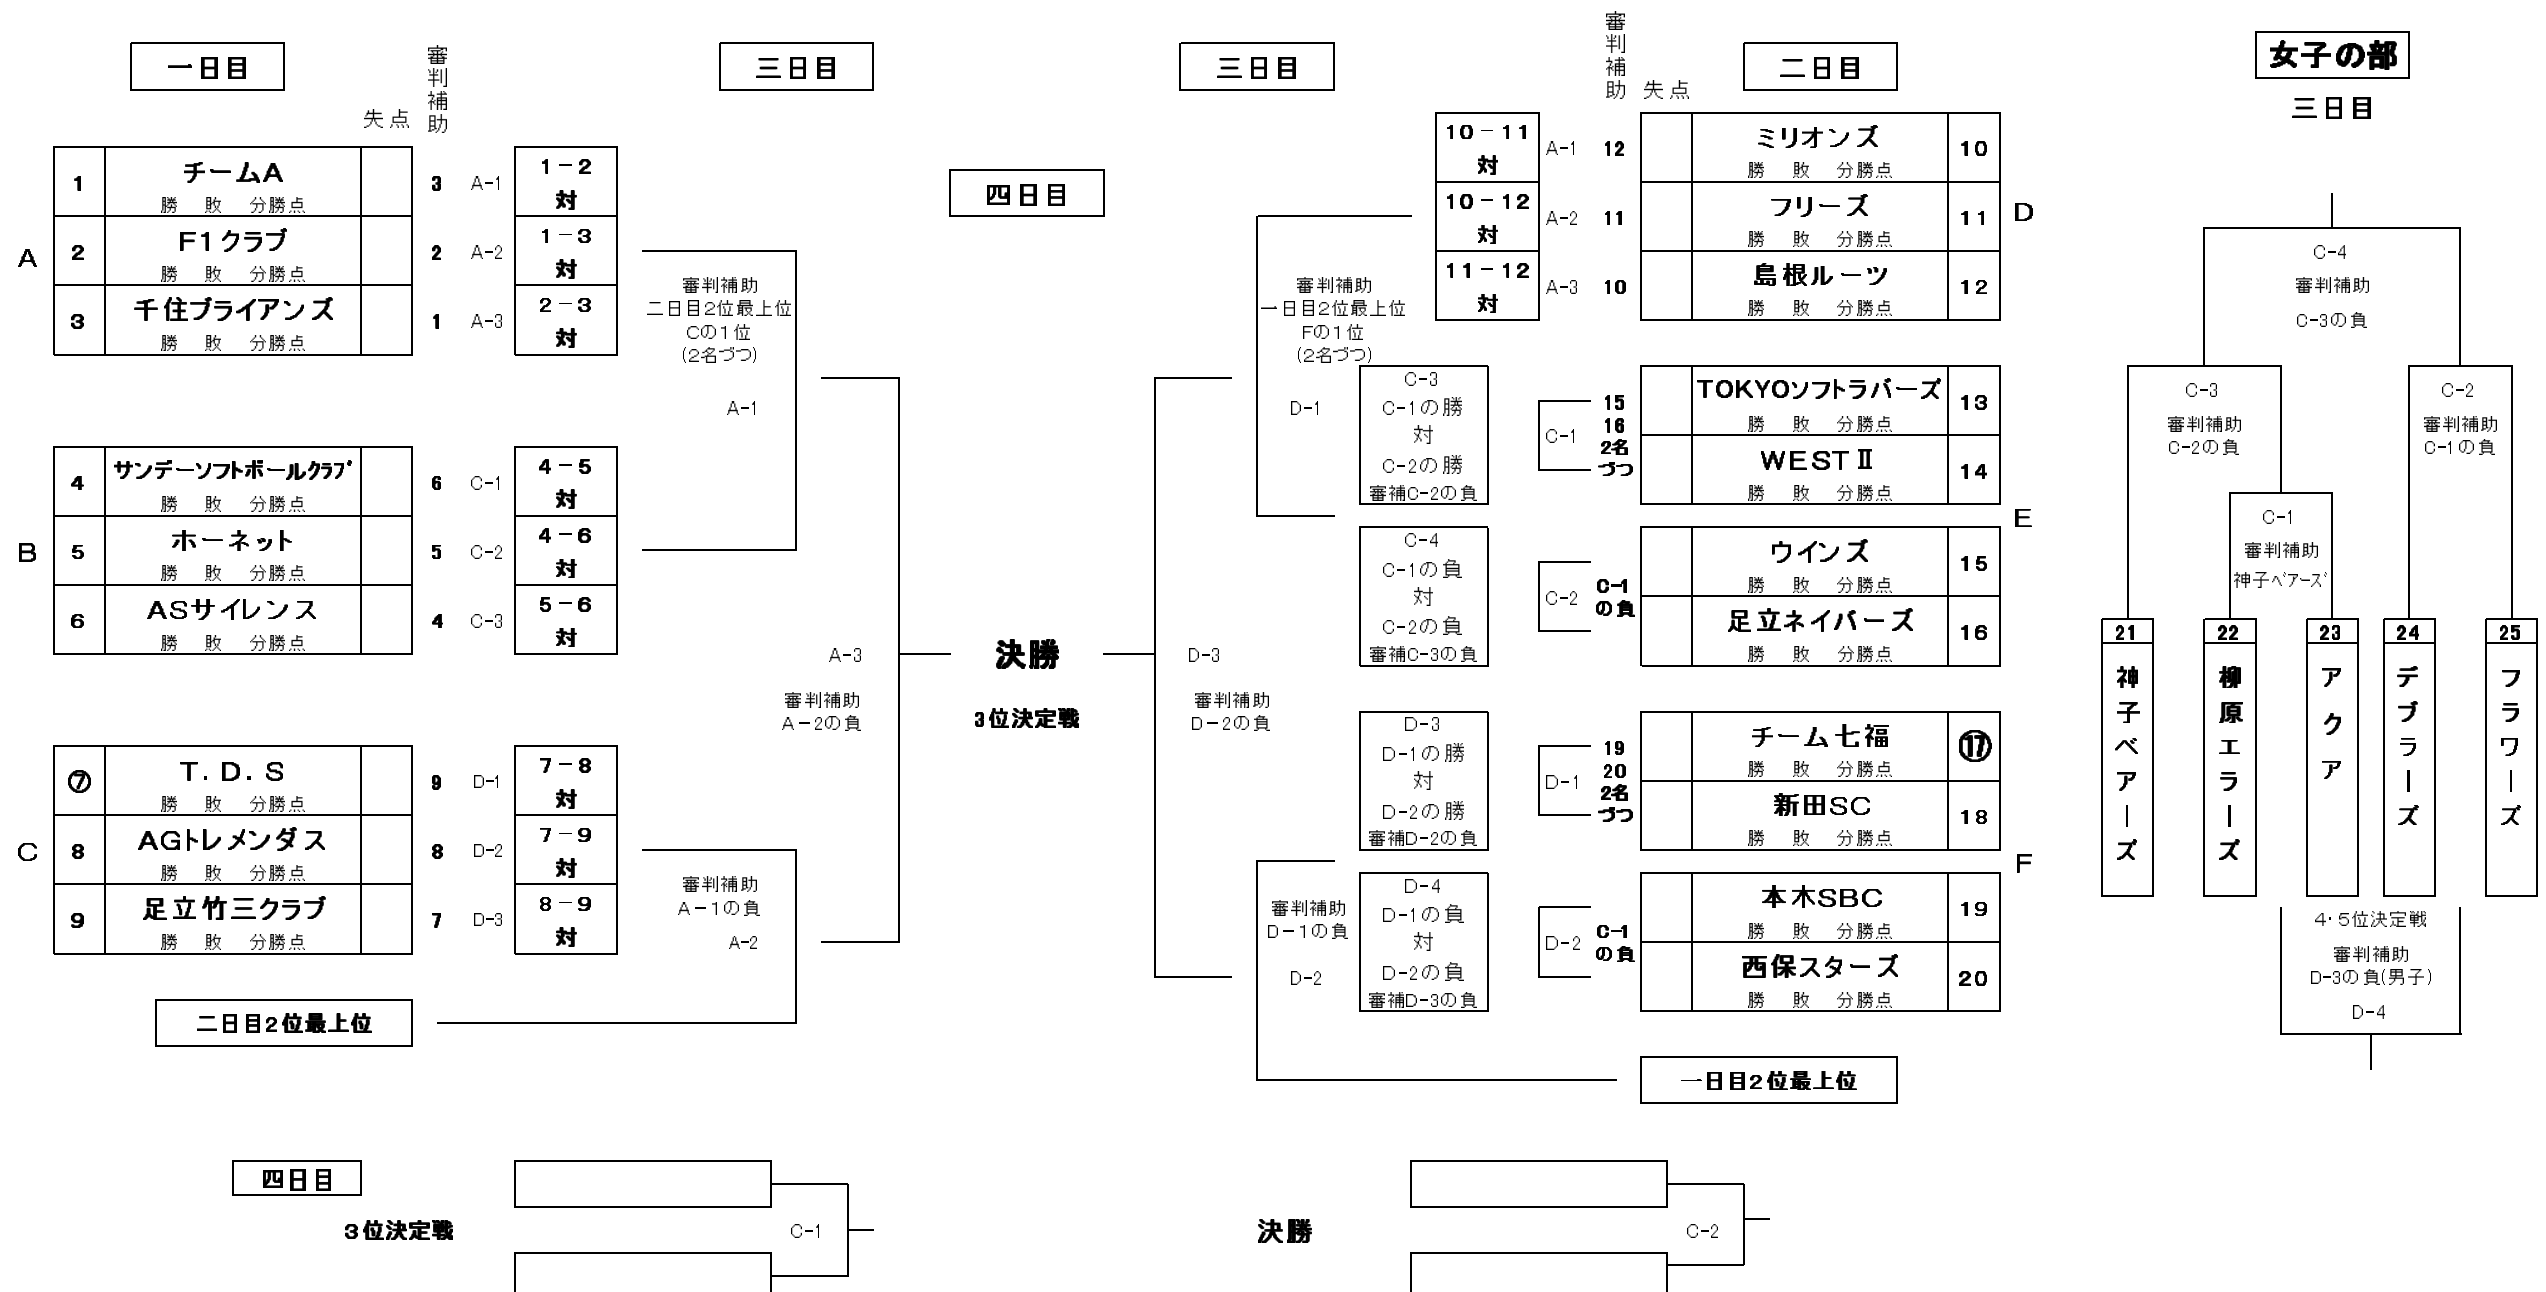 一日目
審判補助
失点
A
1
チームA
勝 敗 分勝点
3 A-1
1－2
対
2
F1クラブ
勝 敗 分勝点
2 A-2
1－3
対
3
千住ブライアンズ
勝 敗 分勝点
1 A-3
2－3
対
B
4
サンデーソフトボールクラブ
勝 敗 分勝点
6 C-1
4－5
対
5
ホーネット
勝 敗 分勝点
5 C-2
4－6
対
6
ASサイレンス
勝 敗 分勝点
4 C-3
5－6
対
C
⑦
T．D．S
勝 敗 分勝点
9 D-1
7－8
対
8
AGトレメンダス
勝 敗 分勝点
8 D-2
7－9
対
9
足立竹三クラブ
勝 敗 分勝点
7 D-3
8－9
対
二日目2位最上位
三日目
審判補助
二日目2位最上位
Cの1位
(2名づつ)
A-1
A-3
審判補助
A－2の負
審判補助
A－1の負
A-2
四日目
決勝
3位決定戦
三日目
審判補助
一日目2位最上位
Fの1位
(2名づつ)
D-1
D-3
審判補助
D－2の負
審判補助
D－1の負
D-2
二日目
審判補助
失点
10－11
対
A-1 12
ミリオンズ
勝 敗 分勝点
10
10－12
対
A-2 11
フリーズ
勝 敗 分勝点
11
11－12
対
A-3 10
島根ルーツ
勝 敗 分勝点
12
D
C-3
C-1の勝
対
C-2の勝
審補C-2の負
C-1
15
16
2名
づつ
TOKYOソフトラバーズ
勝 敗 分勝点
13
WESTⅡ
勝 敗 分勝点
14
E
C-4
C-1の負
対
C-2の負
審補C-3の負
C-2
C-1
の負
ウインズ
勝 敗 分勝点
15
足立ネイバーズ
勝 敗 分勝点
16
D-3
D-1の勝
対
D-2の勝
審補D-2の負
D-1
19
20
2名
づつ
チーム七福
勝 敗 分勝点
⑰
新田SC
勝 敗 分勝点
18
F
D-4
D-1の負
対
D-2の負
審補D-3の負
D-2
C-1
の負
本木SBC
勝 敗 分勝点
19
西保スターズ
勝 敗 分勝点
20
一日目2位最上位
女子の部
三日目
C-4
審判補助
C-3の負
C-3
審判補助
C-2の負
C-2
審判補助
C-1の負
C-1
審判補助
神子ベアーズ
21
神子ベアーズ
22
柳原エラーズ
23
アクア
24
デブラーズ
25
フラワーズ
4・5位決定戦
審判補助
D-3の負(男子)
D-4
四日目
3位決定戦
C-1
決勝
C-2